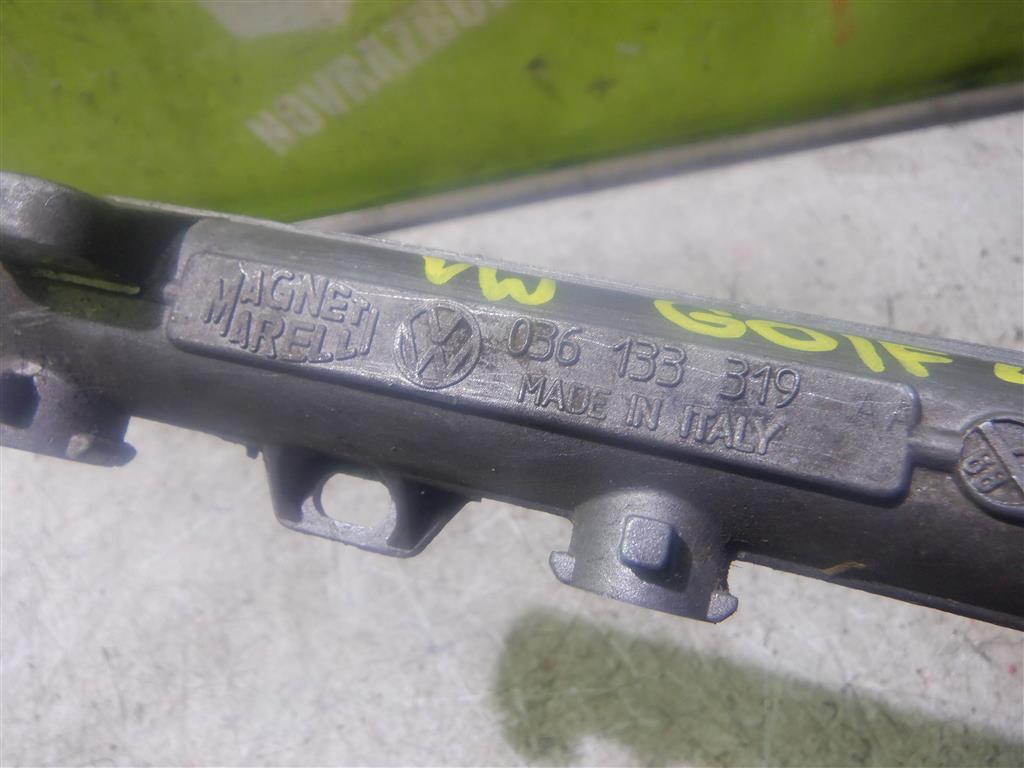 VW GOLF
MAGNETI
MARELLI
036 133 319
MADE IN ITALY